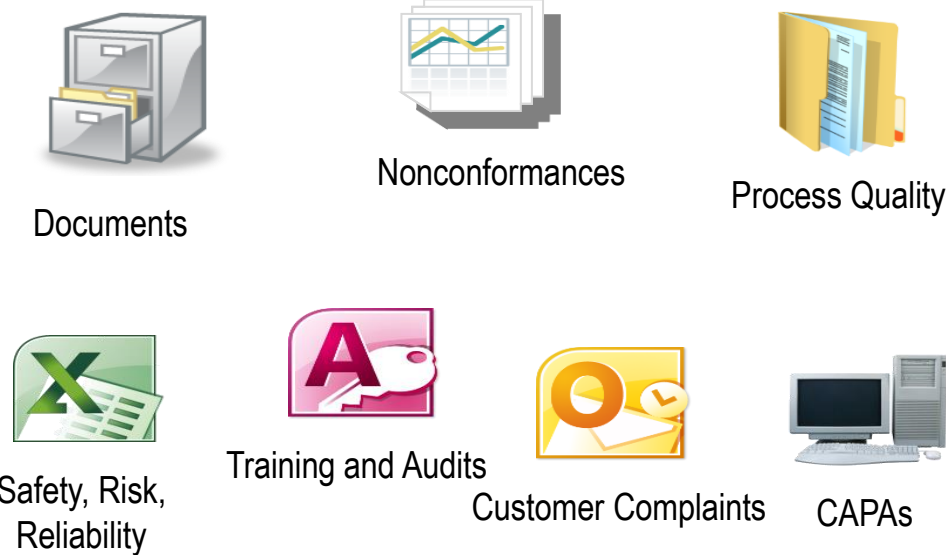 Documents
Nonconformances
Process Quality
X
A
O
Safety, Risk,
Reliability
Training and Audits
Customer Complaints
CAPAs